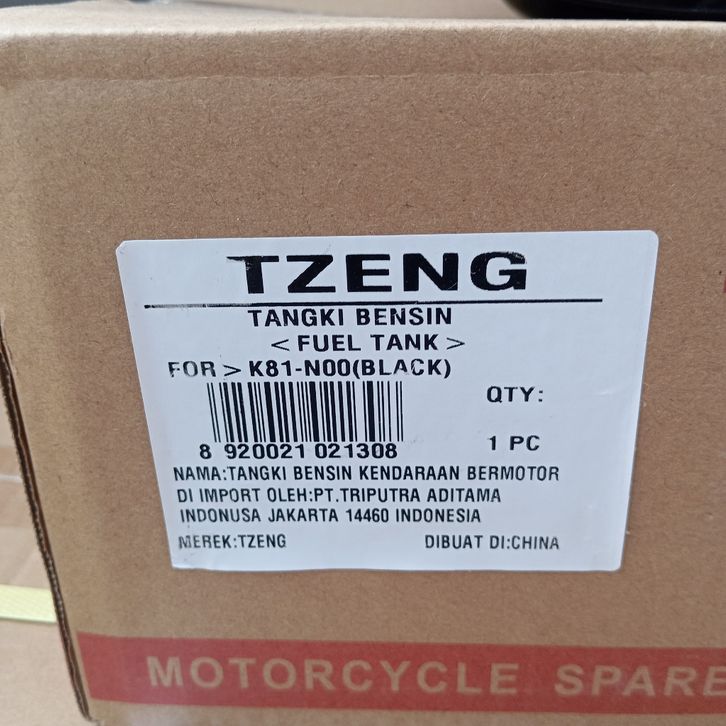 TZENG
TANGKI BENSIN
< FUEL TANK >
FOR > K81-N00(BLACK)
QTY:
8 920021 021308
1 PC
NAMA:TANGKI BENSIN KENDARAAN BERMOTOR
DI IMPORT OLEH:PT.TRIPUTRA ADITAMA
INDONUSA JAKARTA 14460 INDONESIA
MEREK:TZENG DIBUAT DI:CHINA
MOTORCYCLE SPARE